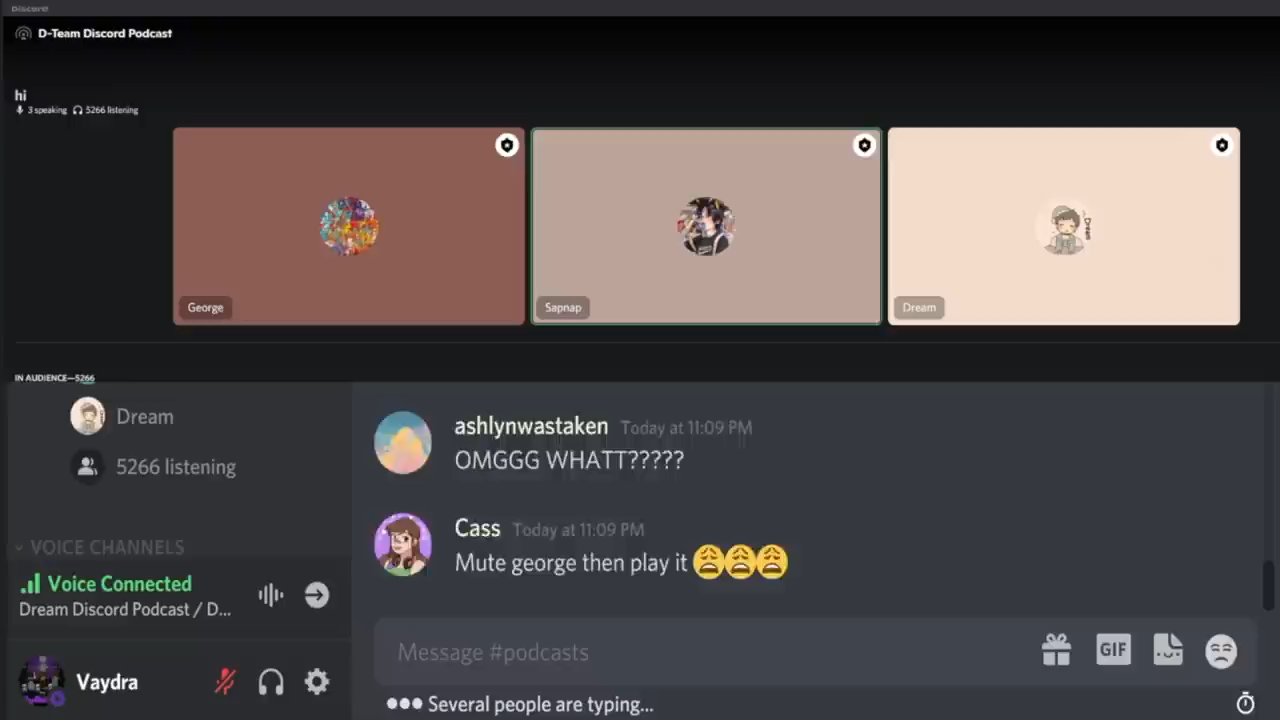 Discord
D-Team Discord Podcast
hi
3 speaking 5266 listening
George
Sapnap
Dream
Dream
IN AUDIENCE—5266
Dream
5266 listening
VOICE CHANNELS
Voice Connected
Dream Discord Podcast / D...
Vaydra
ashlynwastaken Today at 11:09 PM
OMGGG WHATT?????
Cass Today at 11:09 PM
Mute george then play it 😩😩😩
Message #podcasts
GIF
Several people are typing...